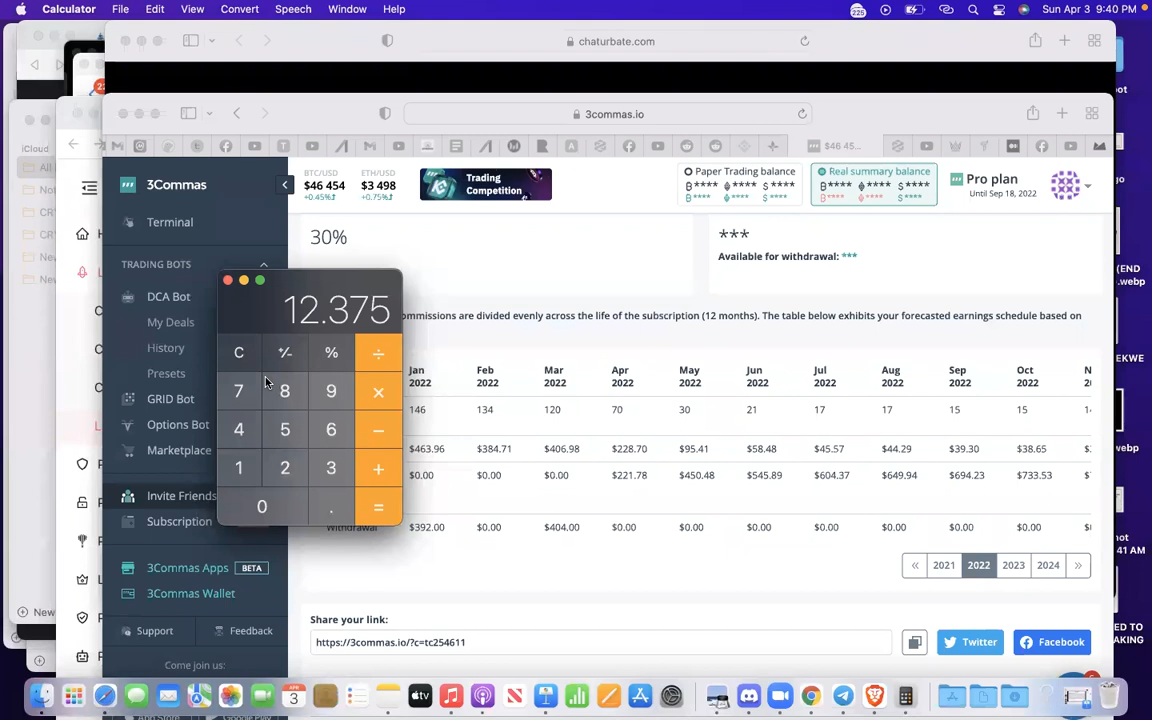 Calculator File Edit View Convert Speech Window Help 225 Sun Apr 3 9:40 PM
chaturbate.com
3commas.io
$46 45...
iCloud
3Commas
BTC/USD ETH/USD
$46 454 $3 498
+0.45% +0.75%
Trading
Competition
Paper Trading balance
B**** **** $****
B**** **** $****
Real summary balance
B**** **** $****
B**** **** $****
Pro plan
Until Sep 18, 2022
Terminal
30%
***
Available for withdrawal: ***
TRADING BOTS
DCA Bot
My Deals
History
Presets
GRID Bot
Options Bot
Marketplace
Invite Friends
Subscription
3Commas Apps BETA
3Commas Wallet
Support Feedback
Come join us:
12.375
C +/- % ÷
7 8 9 ×
4 5 6 −
1 2 3 +
0 . =
ommissions are divided evenly across the life of the subscription (12 months). The table below exhibits your forecasted earnings schedule based on
Jan Feb Mar Apr May Jun Jul Aug Sep Oct
2022 2022 2022 2022 2022 2022 2022 2022 2022 2022
146 134 120 70 30 21 17 17 15 15
$463.96 $384.71 $406.98 $228.70 $95.41 $58.48 $45.57 $44.29 $39.30 $38.65
$0.00 $0.00 $0.00 $221.78 $450.48 $545.89 $604.37 $649.94 $694.23 $733.53
Withdrawal $392.00 $0.00 $404.00 $0.00 $0.00 $0.00 $0.00 $0.00 $0.00 $0.00
« 2021 2022 2023 2024 »
Share your link:
https://3commas.io/?c=tc254611
Twitter Facebook
APR
3